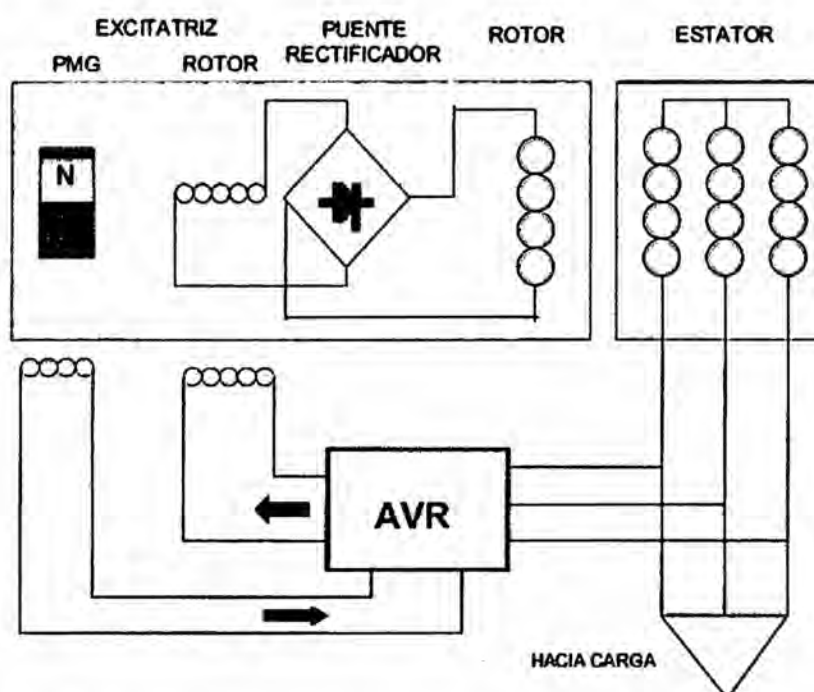 EXCITATRIZ
PUENTE
RECTIFICADOR
ROTOR
ESTATOR
PMG
ROTOR
N
AVR
HACIA CARGA